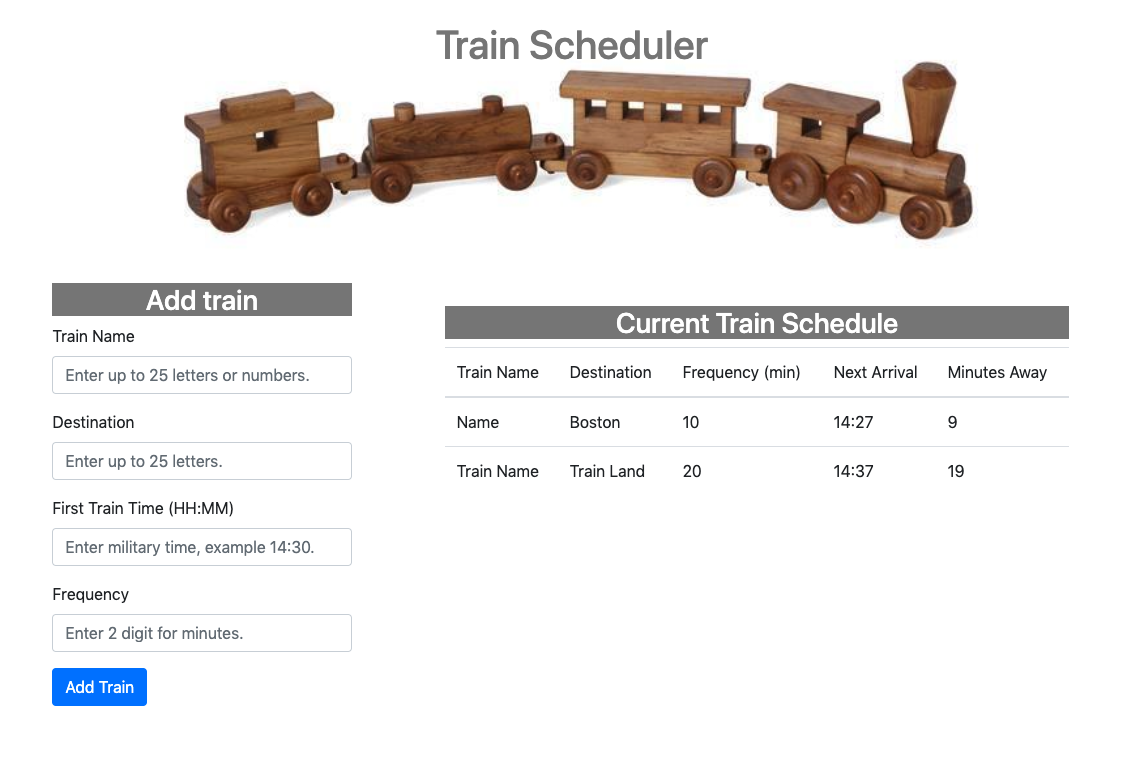 Train Scheduler
Add train
Train Name
Enter up to 25 letters or numbers.
Destination
Enter up to 25 letters.
First Train Time (HH:MM)
Enter military time, example 14:30.
Frequency
Enter 2 digit for minutes.
Add Train
Current Train Schedule
Train Name Destination Frequency (min) Next Arrival Minutes Away
Name Boston 10 14:27 9
Train Name Train Land 20 14:37 19